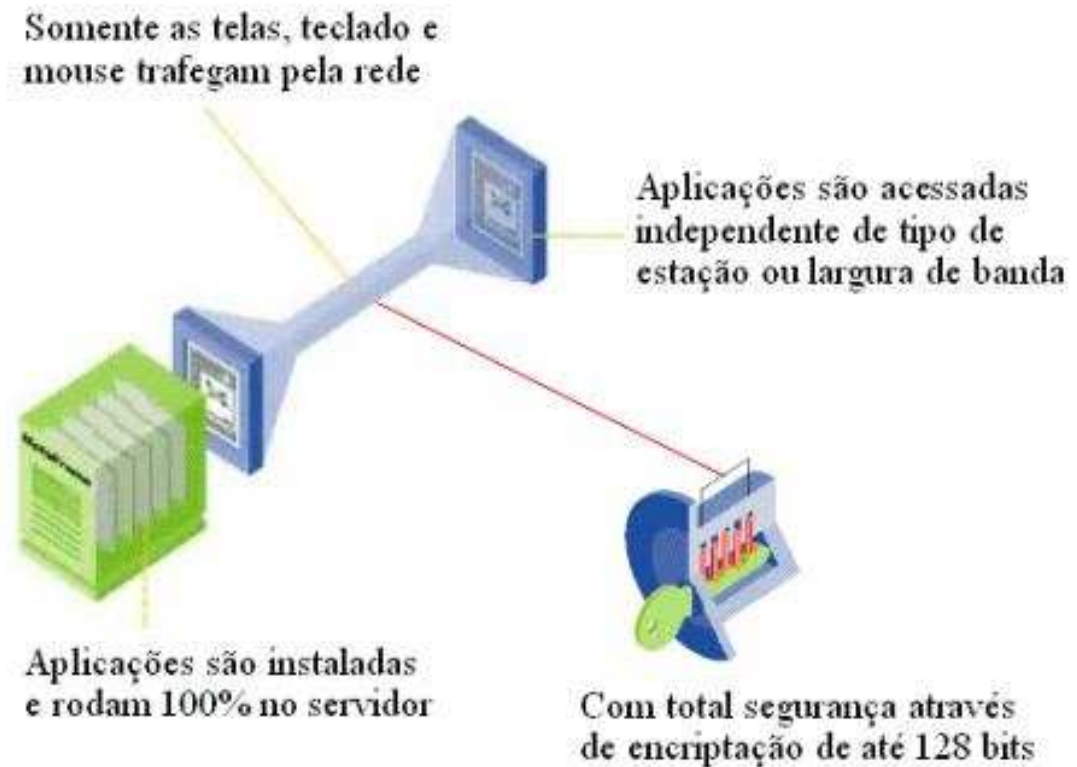 Somente as telas, teclado e
mouse trafegam pela rede
Aplicações são acessadas
independente de tipo de
estação ou largura de banda
MetaFrame
Aplicações são instaladas
e rodam 100% no servidor
Com total segurança através
de encriptação de até 128 bits